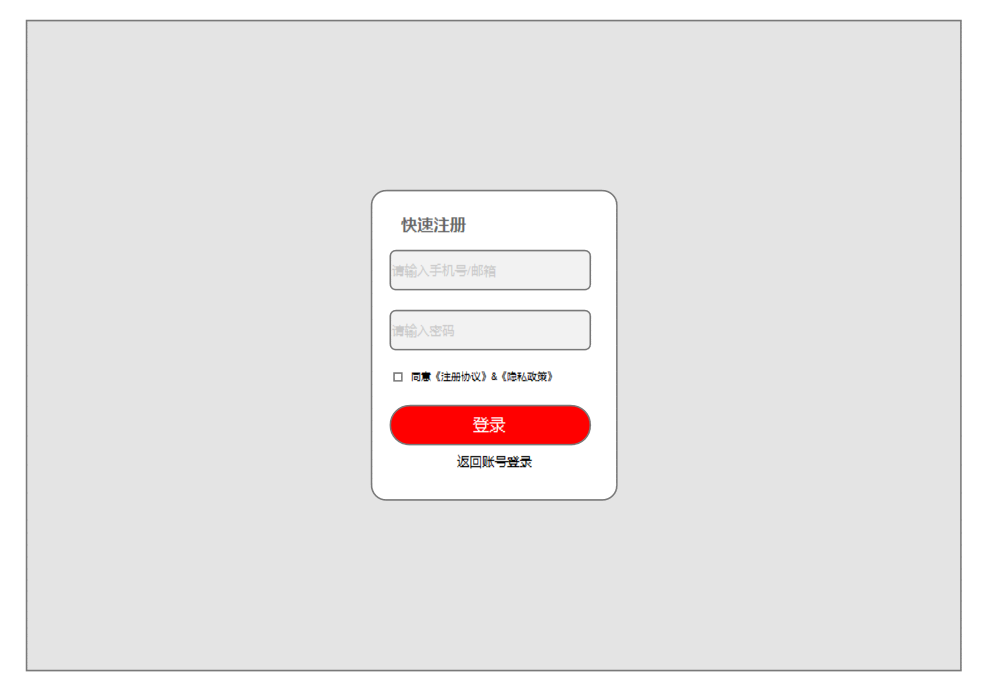 快速注册
请输入手机号/邮箱
请输入密码
同意《注册协议》&《隐私政策》
登录
返回账号登录